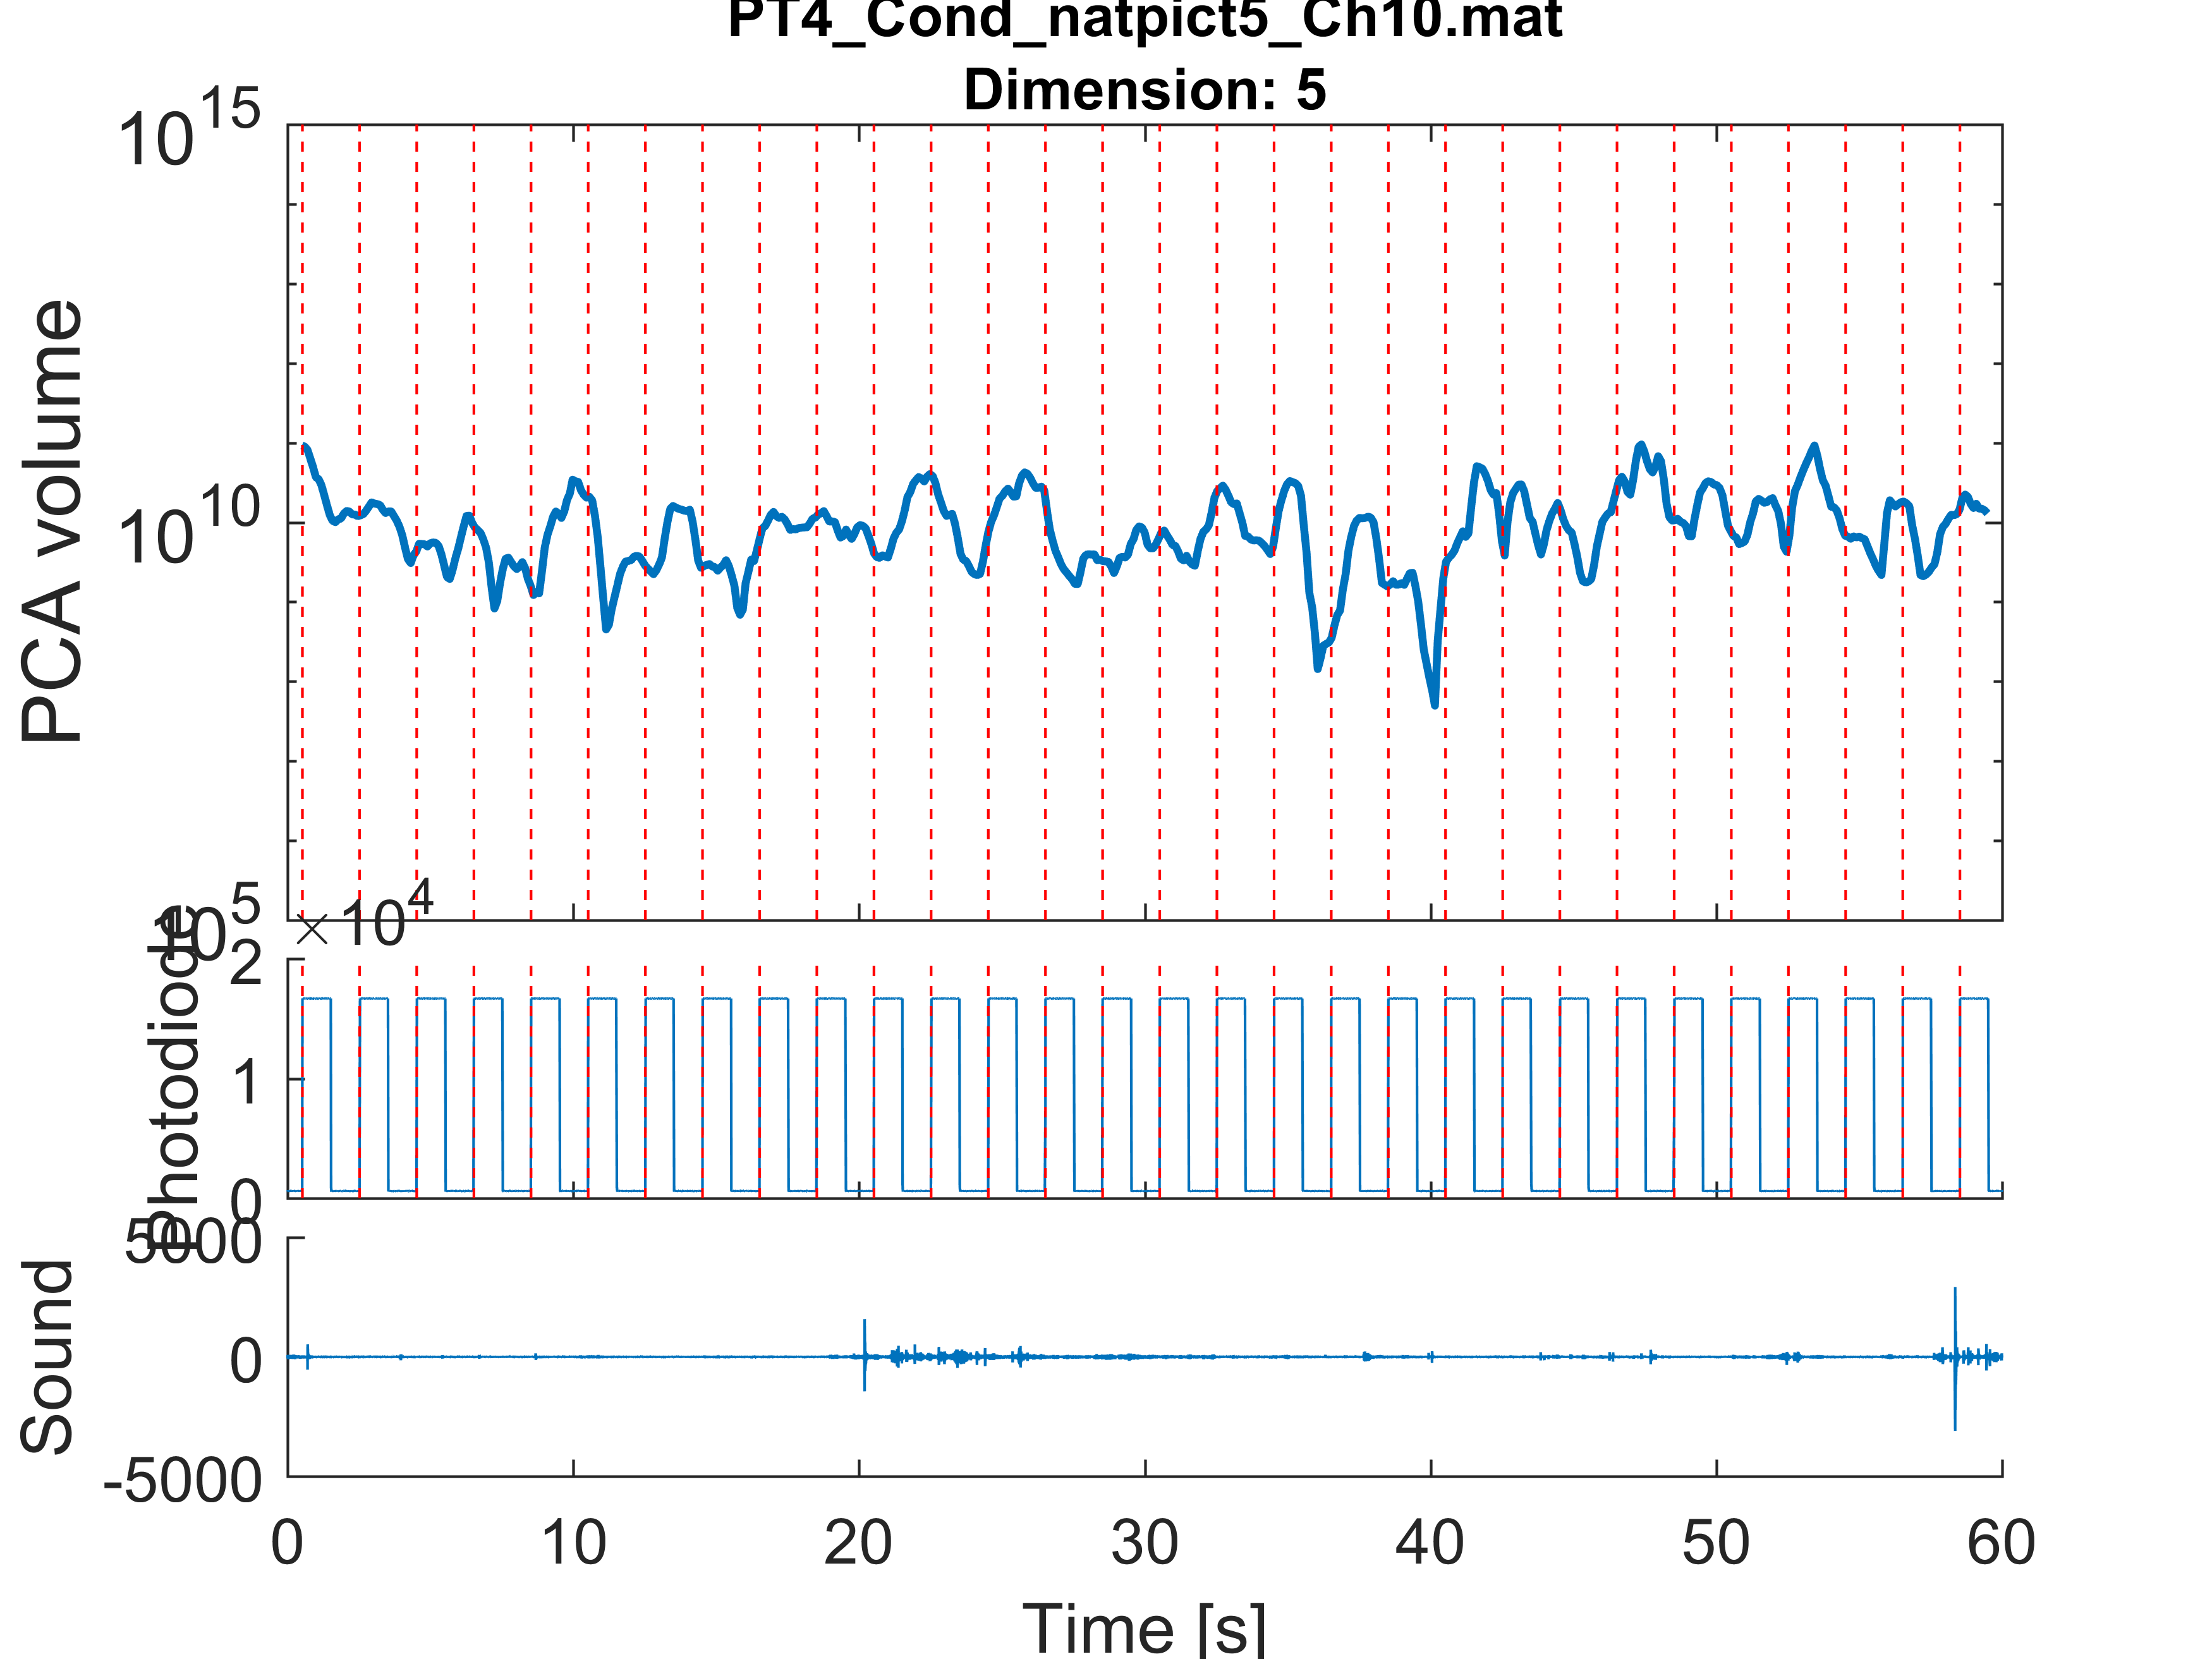 PT4_Cond_natpict5_Ch10.mat
Dimension: 5
10^15
10^10
10^5
PCA volume
×10^4
2
1
0
Photodiode
5000
0
-5000
Sound
0 10 20 30 40 50 60
Time [s]